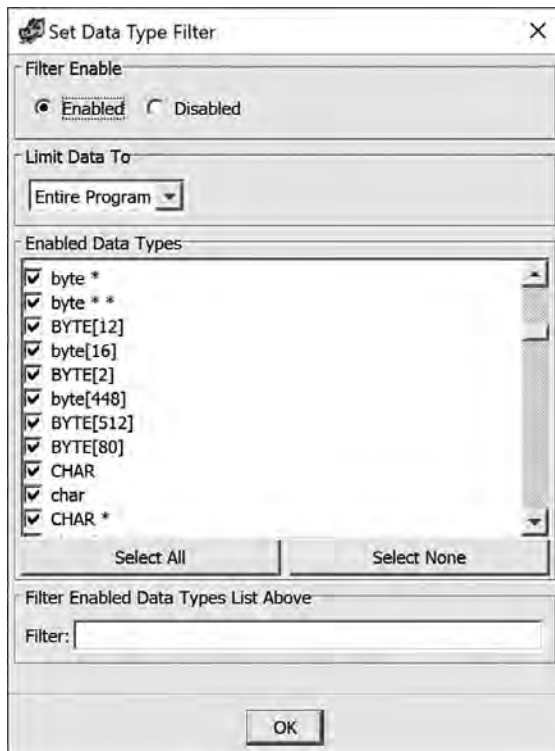 Set Data Type Filter
Filter Enable
Enabled Disabled
Limit Data To
Entire Program
Enabled Data Types
byte *
byte * *
BYTE[12]
byte[16]
BYTE[2]
byte[448]
BYTE[512]
BYTE[80]
CHAR
char
CHAR *
Select All Select None
Filter Enabled Data Types List Above
Filter:
OK